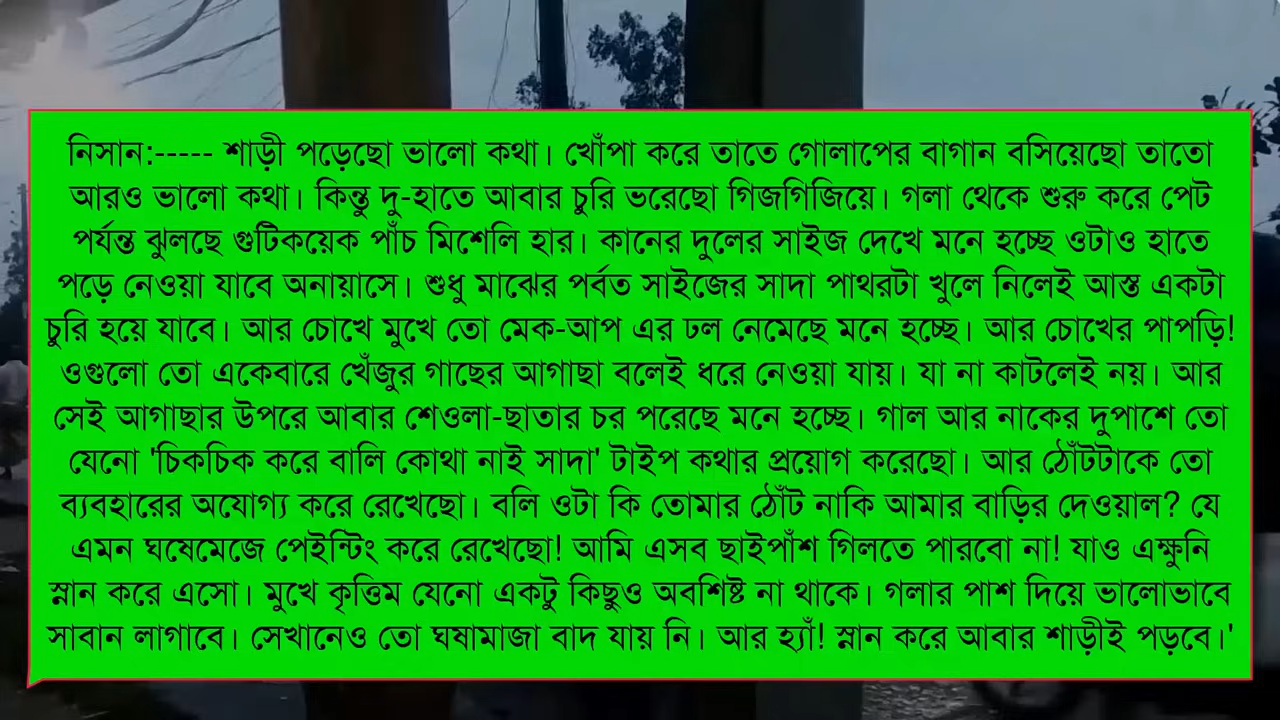 নিসান:----- শাড়ী পড়েছো ভালো কথা। খোঁপা করে তাতে গোলাপের বাগান বসিয়েছো তাতো
আরও ভালো কথা। কিন্তু দু-হাতে আবার চুরি ভরেছো গিজগিজিয়ে। গলা থেকে শুরু করে পেট
পর্যন্ত ঝুলছে গুটিকয়েক পাঁচ মিশেলি হার। কানের দুলের সাইজ দেখে মনে হচ্ছে ওটাও হাতে
পড়ে নেওয়া যাবে অনায়াসে। শুধু মাঝের পর্বত সাইজের সাদা পাথরটা খুলে নিলেই আস্ত একটা
চুরি হয়ে যাবে। আর চোখে মুখে তো মেক-আপ এর ঢল নেমেছে মনে হচ্ছে। আর চোখের পাপড়ি!
ওগুলো তো একেবারে খেঁজুর গাছের আগাছা বলেই ধরে নেওয়া যায়। যা না কাটলেই নয়। আর
সেই আগাছার উপরে আবার শেওলা-ছাতার চর পরেছে মনে হচ্ছে। গাল আর নাকের দুপাশে তো
যেনো 'চিকচিক করে বালি কোথা নাই সাদা' টাইপ কথার প্রয়োগ করেছো। আর ঠোঁটটাকে তো
ব্যবহারের অযোগ্য করে রেখেছো। বলি ওটা কি তোমার ঠোঁট নাকি আমার বাড়ির দেওয়াল? যে
এমন ঘষেমেজে পেইন্টিং করে রেখেছো! আমি এসব ছাইপাঁশ গিলতে পারবো না! যাও এক্ষুনি
স্নান করে এসো। মুখে কৃত্তিম যেনো একটু কিছুও অবশিষ্ট না থাকে। গলার পাশ দিয়ে ভালোভাবে
সাবান লাগাবে। সেখানেও তো ঘষামাজা বাদ যায় নি। আর হ্যাঁ! স্নান করে আবার শাড়ীই পড়বে।'